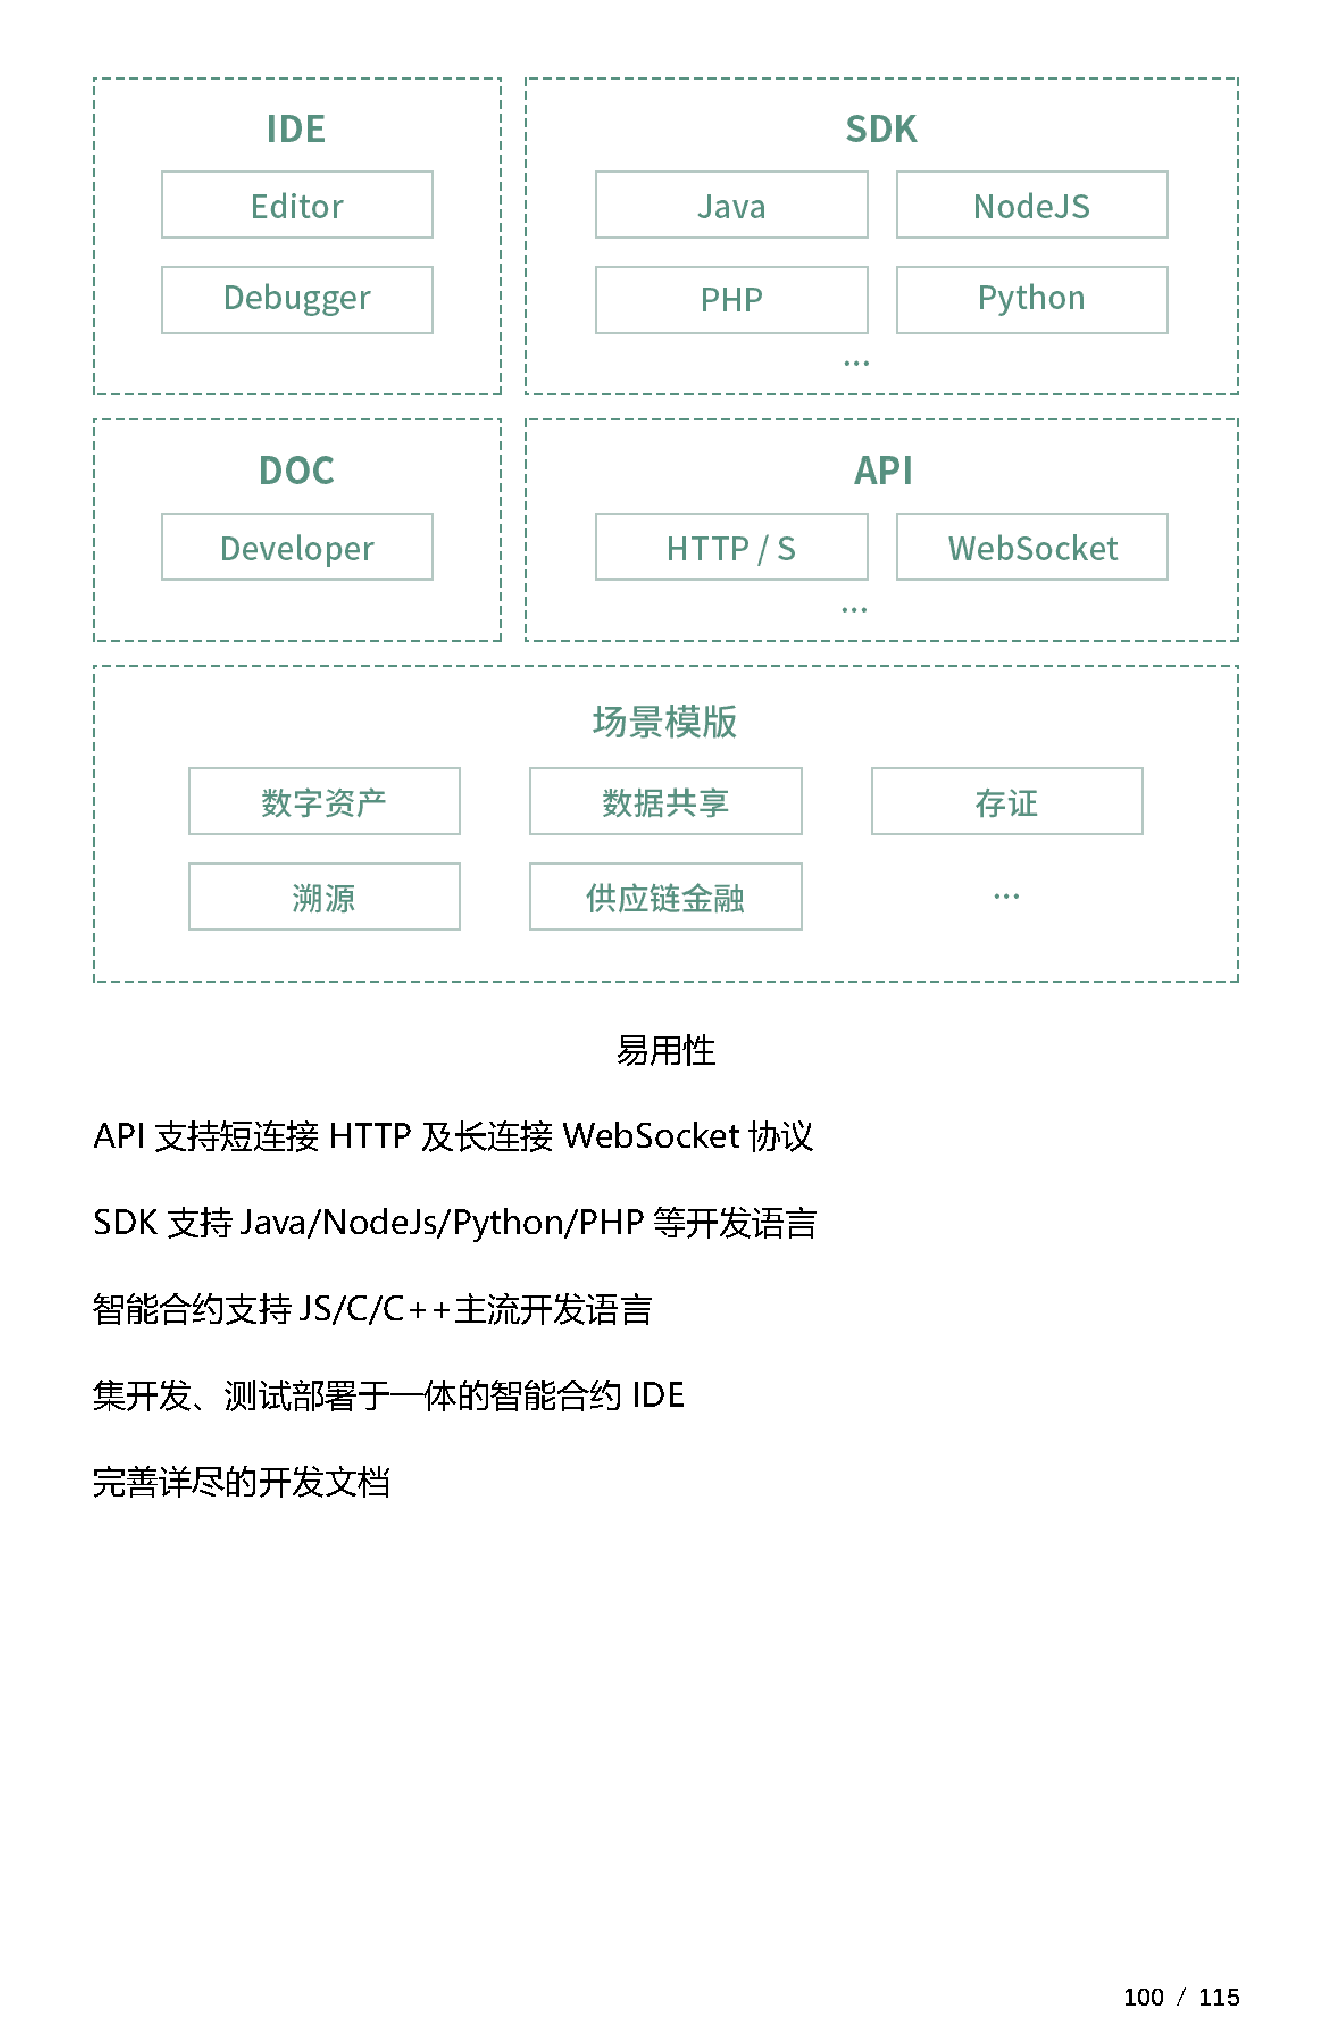 IDE
Editor
Debugger
SDK
Java
NodeJS
PHP
Python
...
DOC
Developer
API
HTTP / S
WebSocket
...
场景模版
数字资产
数据共享
存证
溯源
供应链金融
...
易用性
API 支持短连接 HTTP 及长连接 WebSocket 协议
SDK 支持 Java/NodeJs/Python/PHP 等开发语言
智能合约支持 JS/C/C++主流开发语言
集开发、测试部署于一体的智能合约 IDE
完善详尽的开发文档
100 / 115